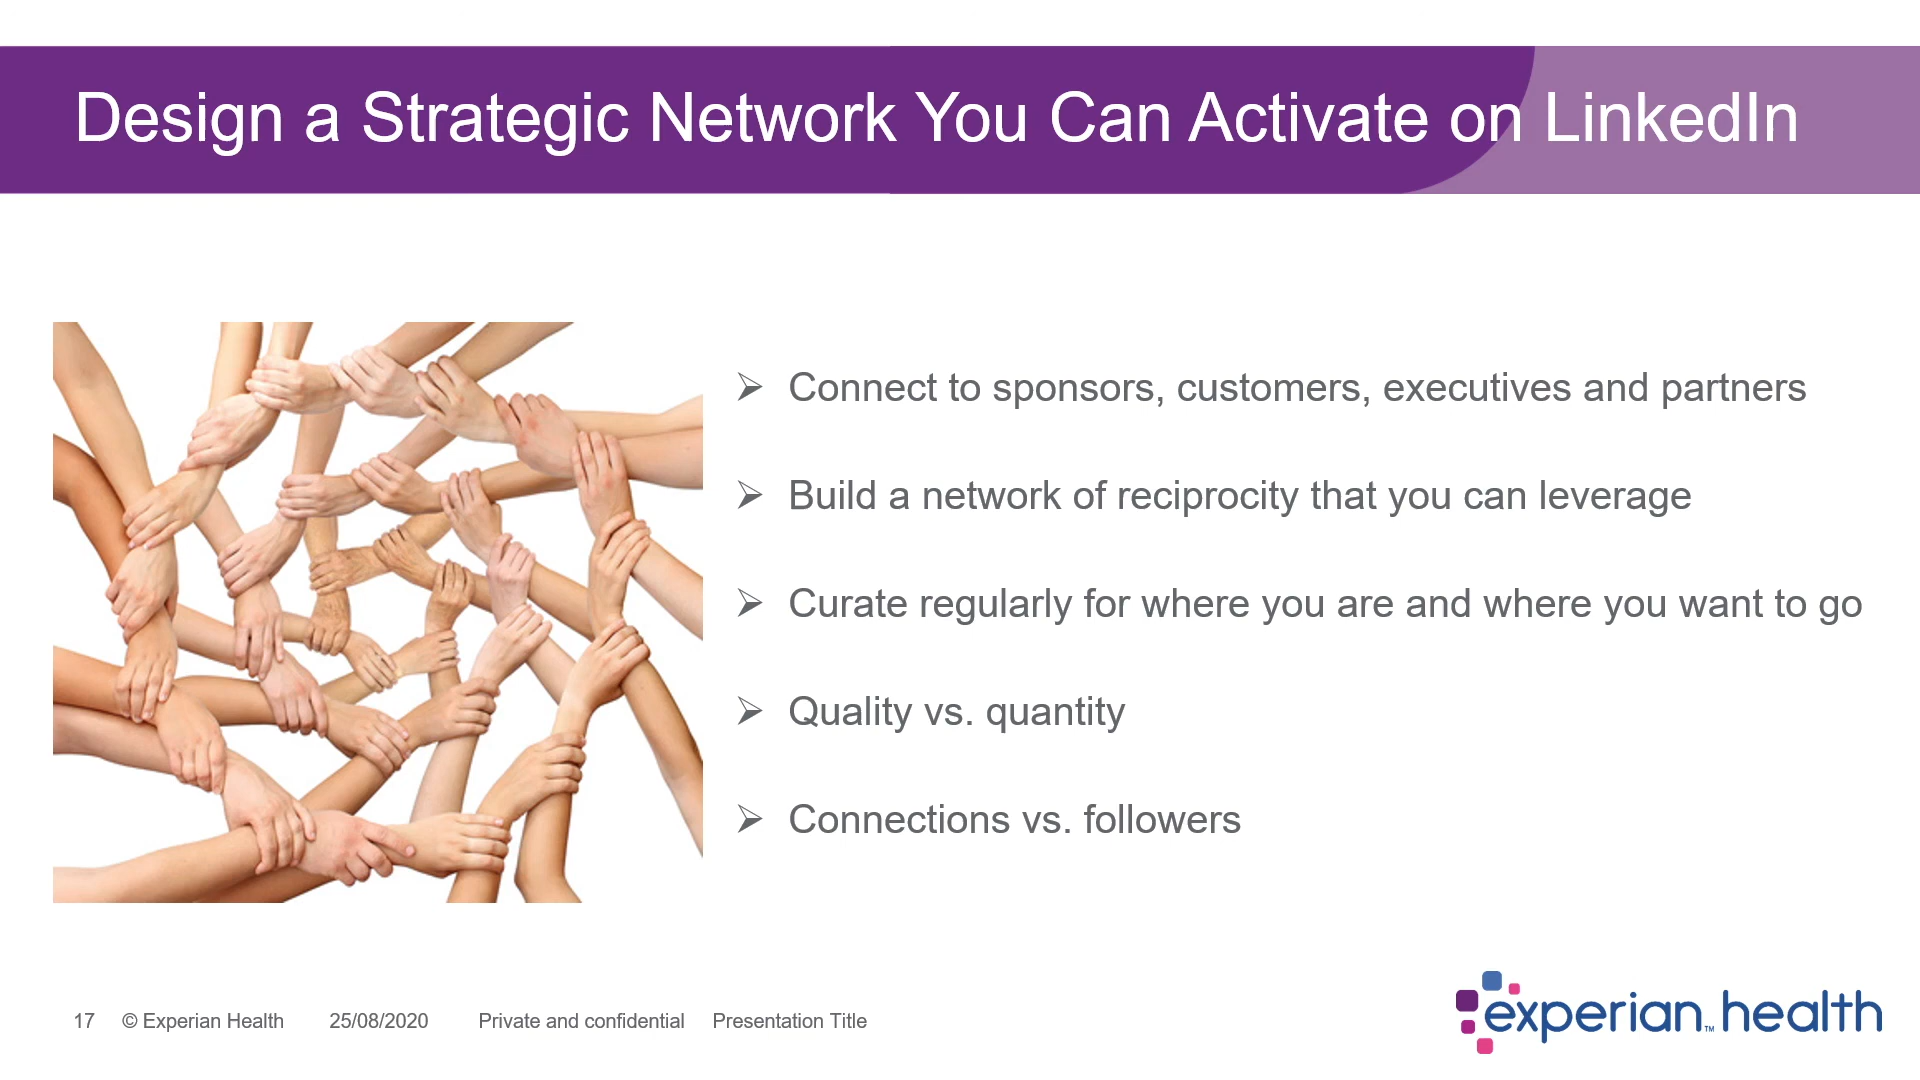 Design a Strategic Network You Can Activate on LinkedIn
➢ Connect to sponsors, customers, executives and partners
➢ Build a network of reciprocity that you can leverage
➢ Curate regularly for where you are and where you want to go
➢ Quality vs. quantity
➢ Connections vs. followers
17 © Experian Health 25/08/2020 Private and confidential Presentation Title
experian.™ health